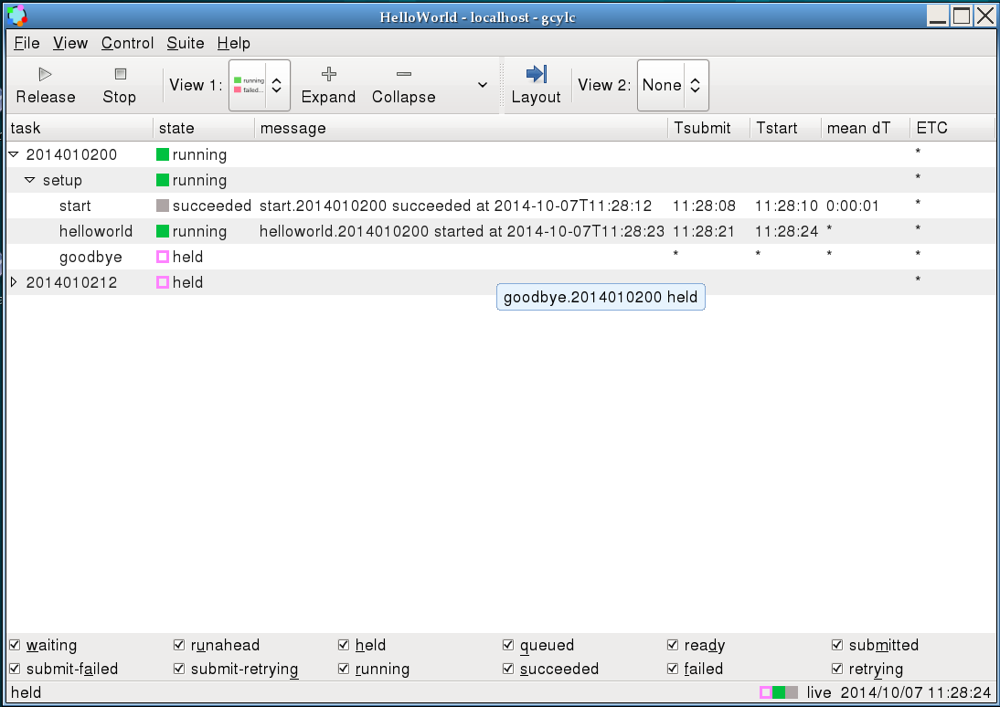 HelloWorld - localhost - gcylc
File View Control Suite Help
Release Stop View 1: running failed... Expand Collapse Layout View 2: None
task state message Tsubmit Tstart mean dT ETC
2014010200 running *
setup running *
start succeeded start.2014010200 succeeded at 2014-10-07T11:28:12 11:28:08 11:28:10 0:00:01 *
helloworld running helloworld.2014010200 started at 2014-10-07T11:28:23 11:28:21 11:28:24 * *
goodbye held * * * *
2014010212 held *
goodbye.2014010200 held
waiting runahead held queued ready submitted
submit-failed submit-retrying running succeeded failed retrying
held live 2014/10/07 11:28:24